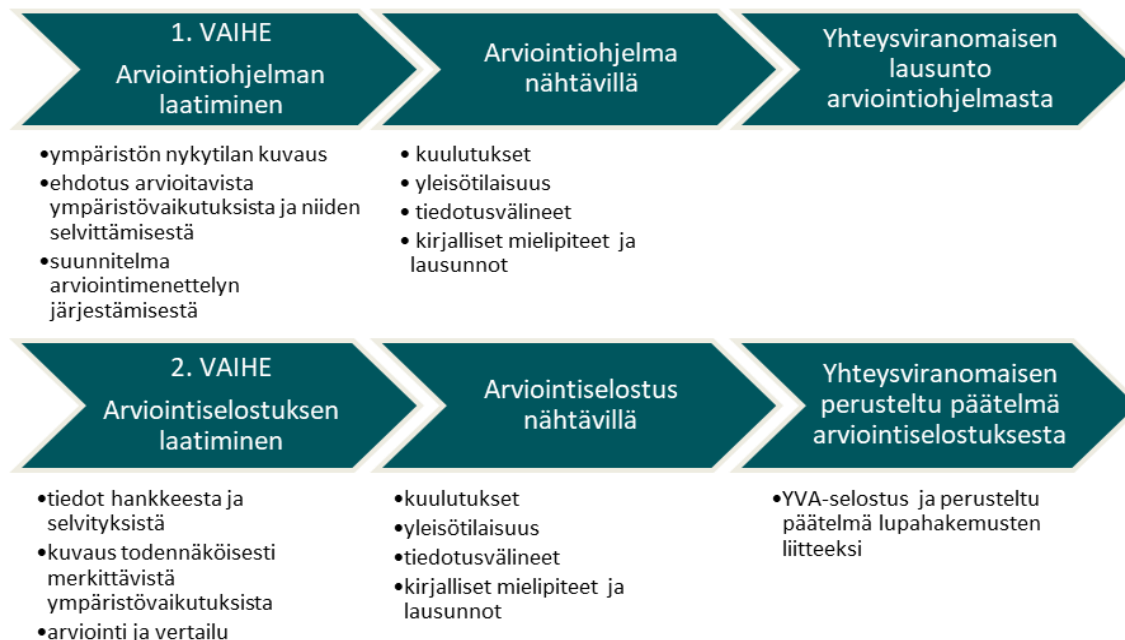 1. VAIHE
Arviointiohjelman
laatiminen
Arviointiohjelma
nähtävillä
Yhteysviranomaisen
lausunto
arviointiohjelmasta
•ympäristön nykytilan kuvaus
•ehdotus arvioitavista
ympäristövaikutuksista ja niiden
selvittämisestä
•suunnitelma
arviointimenettelyn
järjestämisestä
• kuulutukset
• yleisötilaisuus
• tiedotusvälineet
• kirjalliset mielipiteet ja
lausunnot
2. VAIHE
Arviointiselostuksen
laatiminen
Arviointiselostus
nähtävillä
Yhteysviranomaisen
perusteltu päätelmä
arviointiselostuksesta
•tiedot hankkeesta ja
selvityksistä
•kuvaus todennäköisesti
merkittävistä
ympäristövaikutuksista
•arviointi ja vertailu
•kuulutukset
•yleisötilaisuus
•tiedotusvälineet
•kirjalliset mielipiteet ja
lausunnot
•YVA-selostus ja perusteltu
päätelmä lupahakemusten
liitteeksi